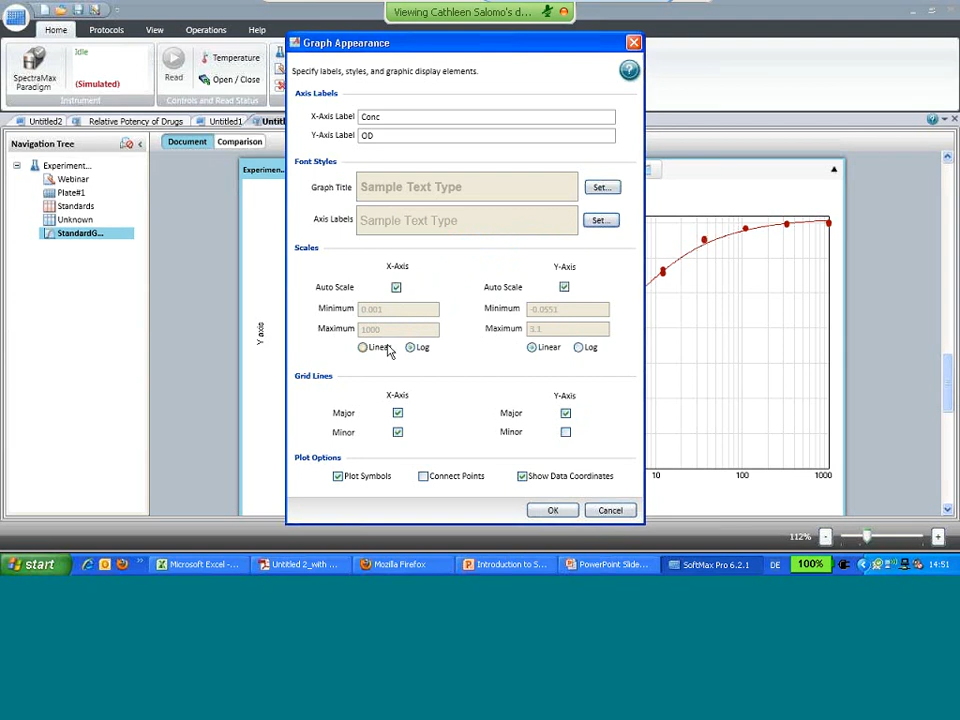 Viewing Cathleen Salomo's d...
Home Protocols View Operations Help
SpectraMax Paradigm
Idle
(Simulated)
Instrument
Read
Temperature
Open / Close
Controls and Read Status
Untitled2 Relative Potency of Drugs Untitled1 Untitl
Navigation Tree
Experiment...
Webinar
Plate#1
Standards
Unknown
StandardG...
Document Comparison
Experimen...
Y axis
10 100 1000
Graph Appearance
Specify labels, styles, and graphic display elements.
Axis Labels
X-Axis Label Conc
Y-Axis Label OD
Font Styles
Graph Title Sample Text Type Set...
Axis Labels Sample Text Type Set...
Scales
X-Axis Y-Axis
Auto Scale Auto Scale
Minimum 0.001 Minimum -0.0551
Maximum 1000 Maximum 3.1
Linear Log Linear Log
Grid Lines
X-Axis Y-Axis
Major Major
Minor Minor
Plot Options
Plot Symbols Connect Points Show Data Coordinates
OK Cancel
112%
start Microsoft Excel -... Untitled 2_with ... Mozilla Firefox Introduction to S... PowerPoint Slide... SoftMax Pro 6.2.1 DE 100% 14:51